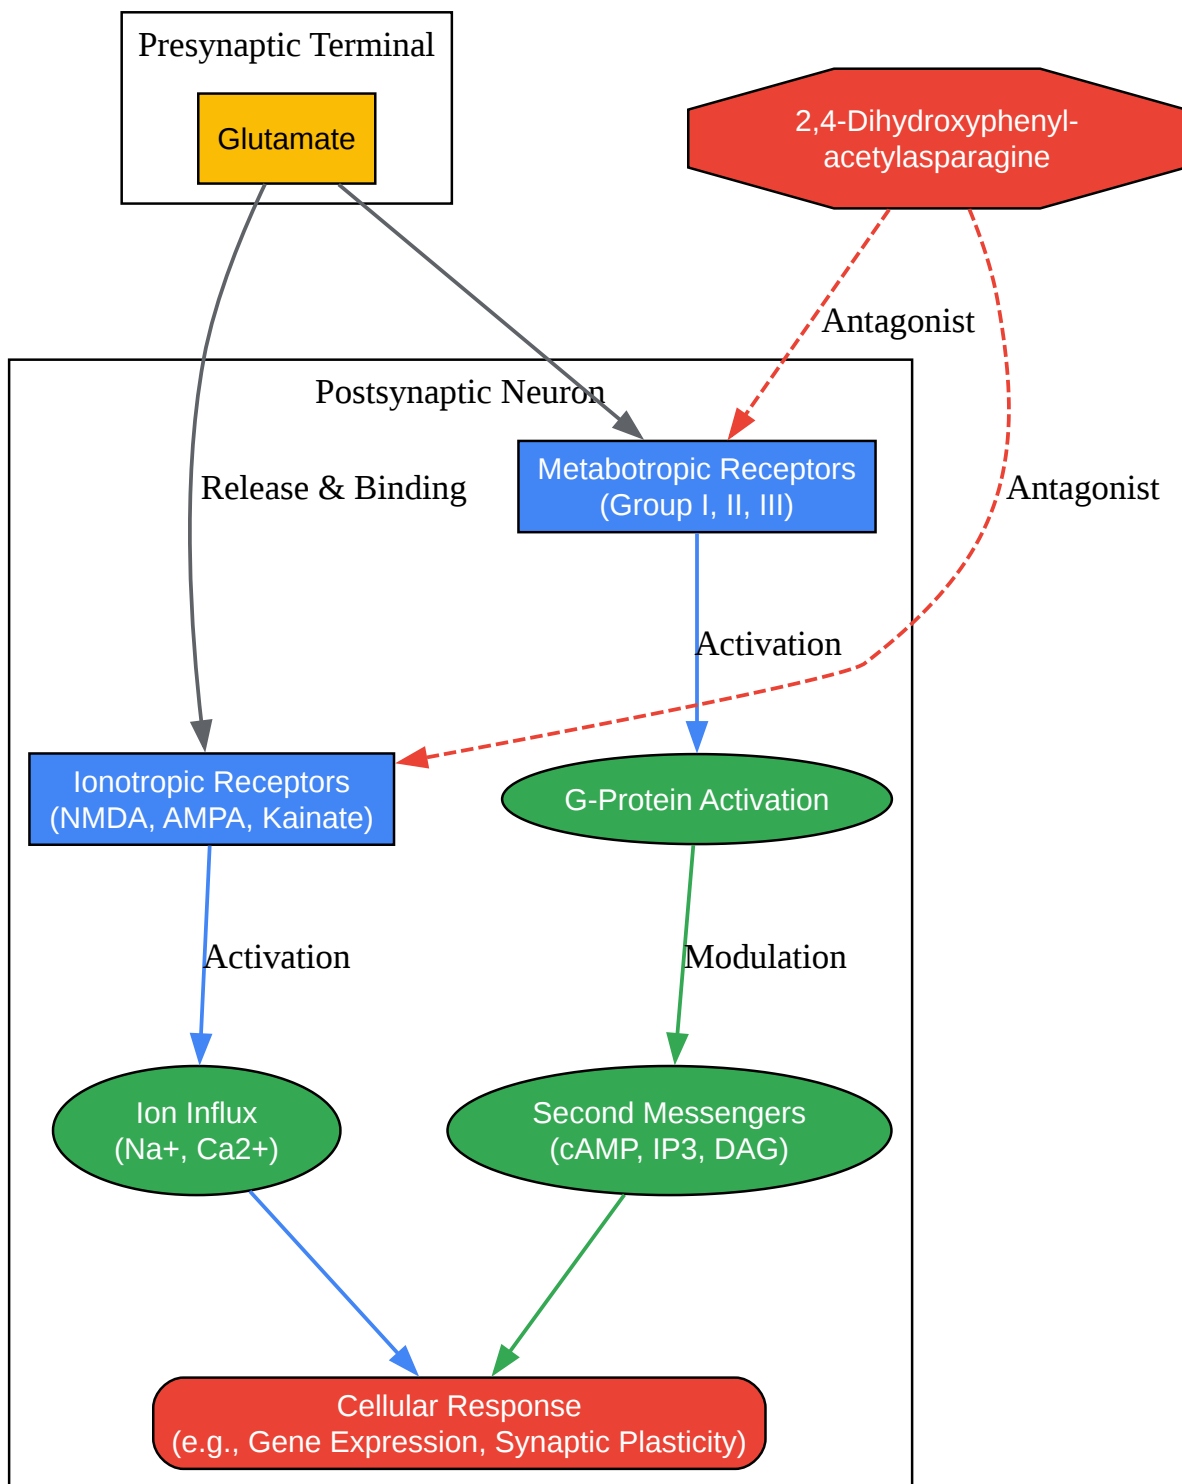 Presynaptic Terminal
Glutamate
2,4-Dihydroxyphenyl-
acetylasparagine
Antagonist
Postsynaptic Neuron
Metabotropic Receptors
(Group I, II, III)
Release & Binding
Antagonist
Activation
Ionotropic Receptors
(NMDA, AMPA, Kainate)
G-Protein Activation
Activation
Modulation
Ion Influx
(Na+, Ca2+)
Second Messengers
(cAMP, IP3, DAG)
Cellular Response
(e.g., Gene Expression, Synaptic Plasticity)